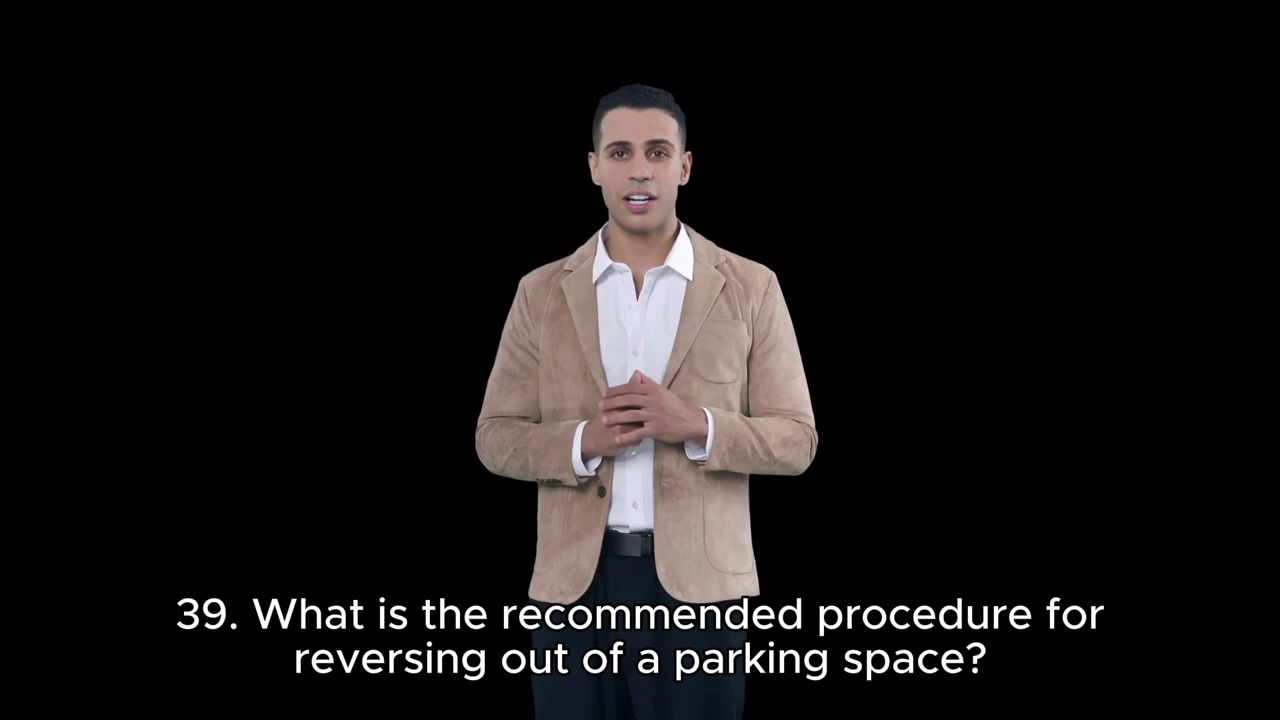 39. What is the recommended procedure for
reversing out of a parking space?